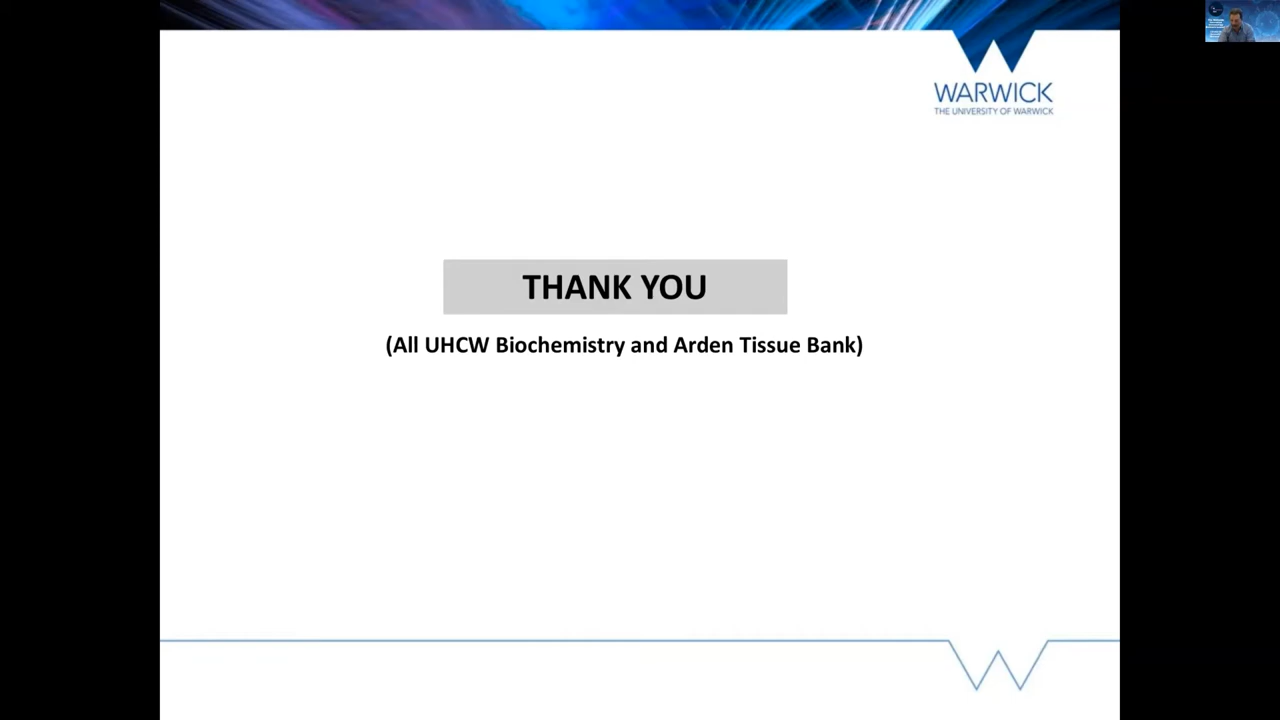 WARWICK
THE UNIVERSITY OF WARWICK
THANK YOU
(All UHCW Biochemistry and Arden Tissue Bank)